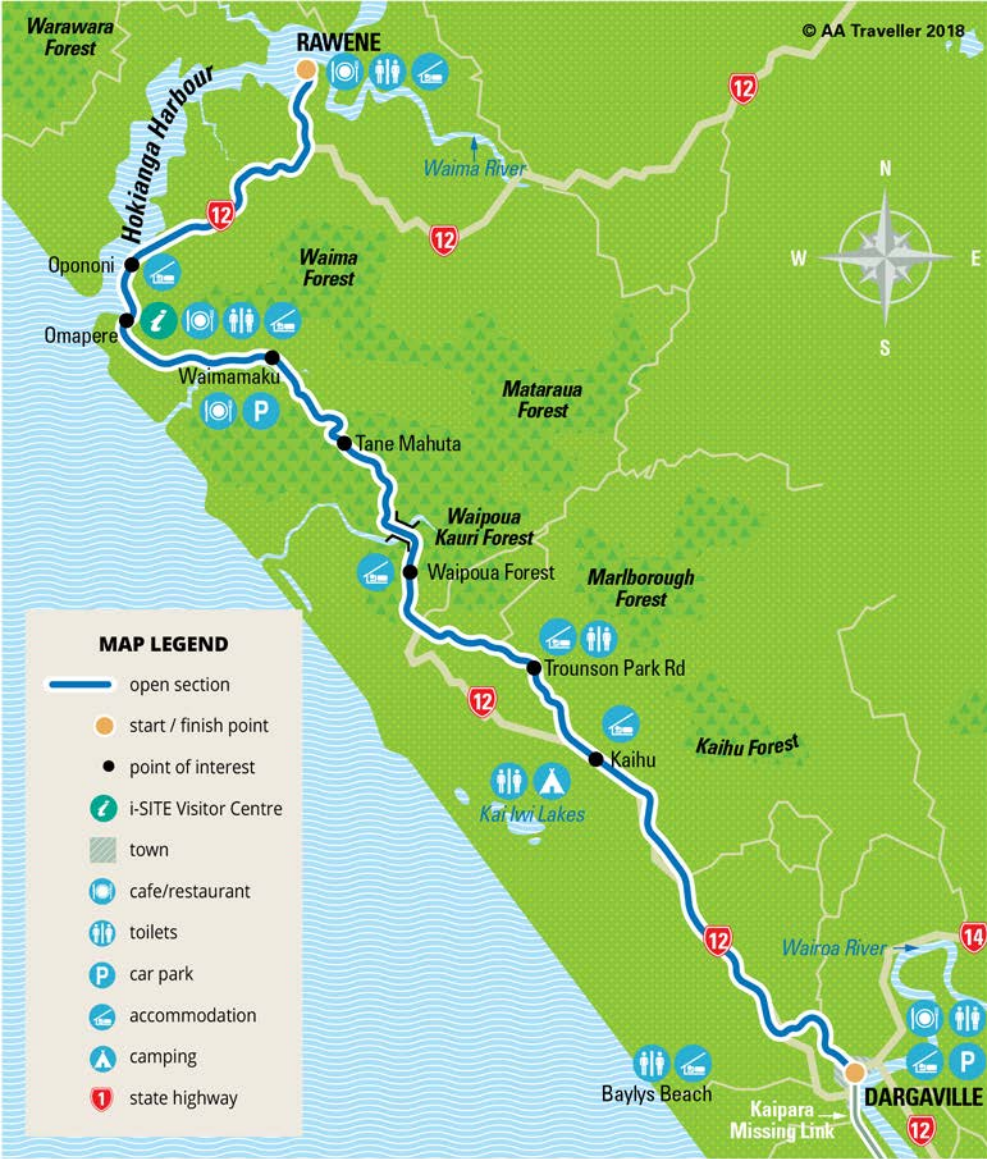 Warawara
Forest
RAWENE
© AA Traveller 2018
12
Hokianga Harbour
Waima River
12
12
N
W
E
S
Opononi
Waima
Forest
i
Omapere
Waimamaku
P
Mataraua
Forest
Tane Mahuta
Waipoua
Kauri Forest
Waipoua Forest
Marlborough
Forest
Trounson Park Rd
12
Kaihu Forest
Kaihu
Kai Iwi Lakes
12
Wairoa River
14
P
Baylys Beach
DARGAVILLE
Kaipara
Missing Link
12
MAP LEGEND
open section
start / finish point
point of interest
i
i-SITE Visitor Centre
town
cafe/restaurant
toilets
P
car park
accommodation
camping
1
state highway